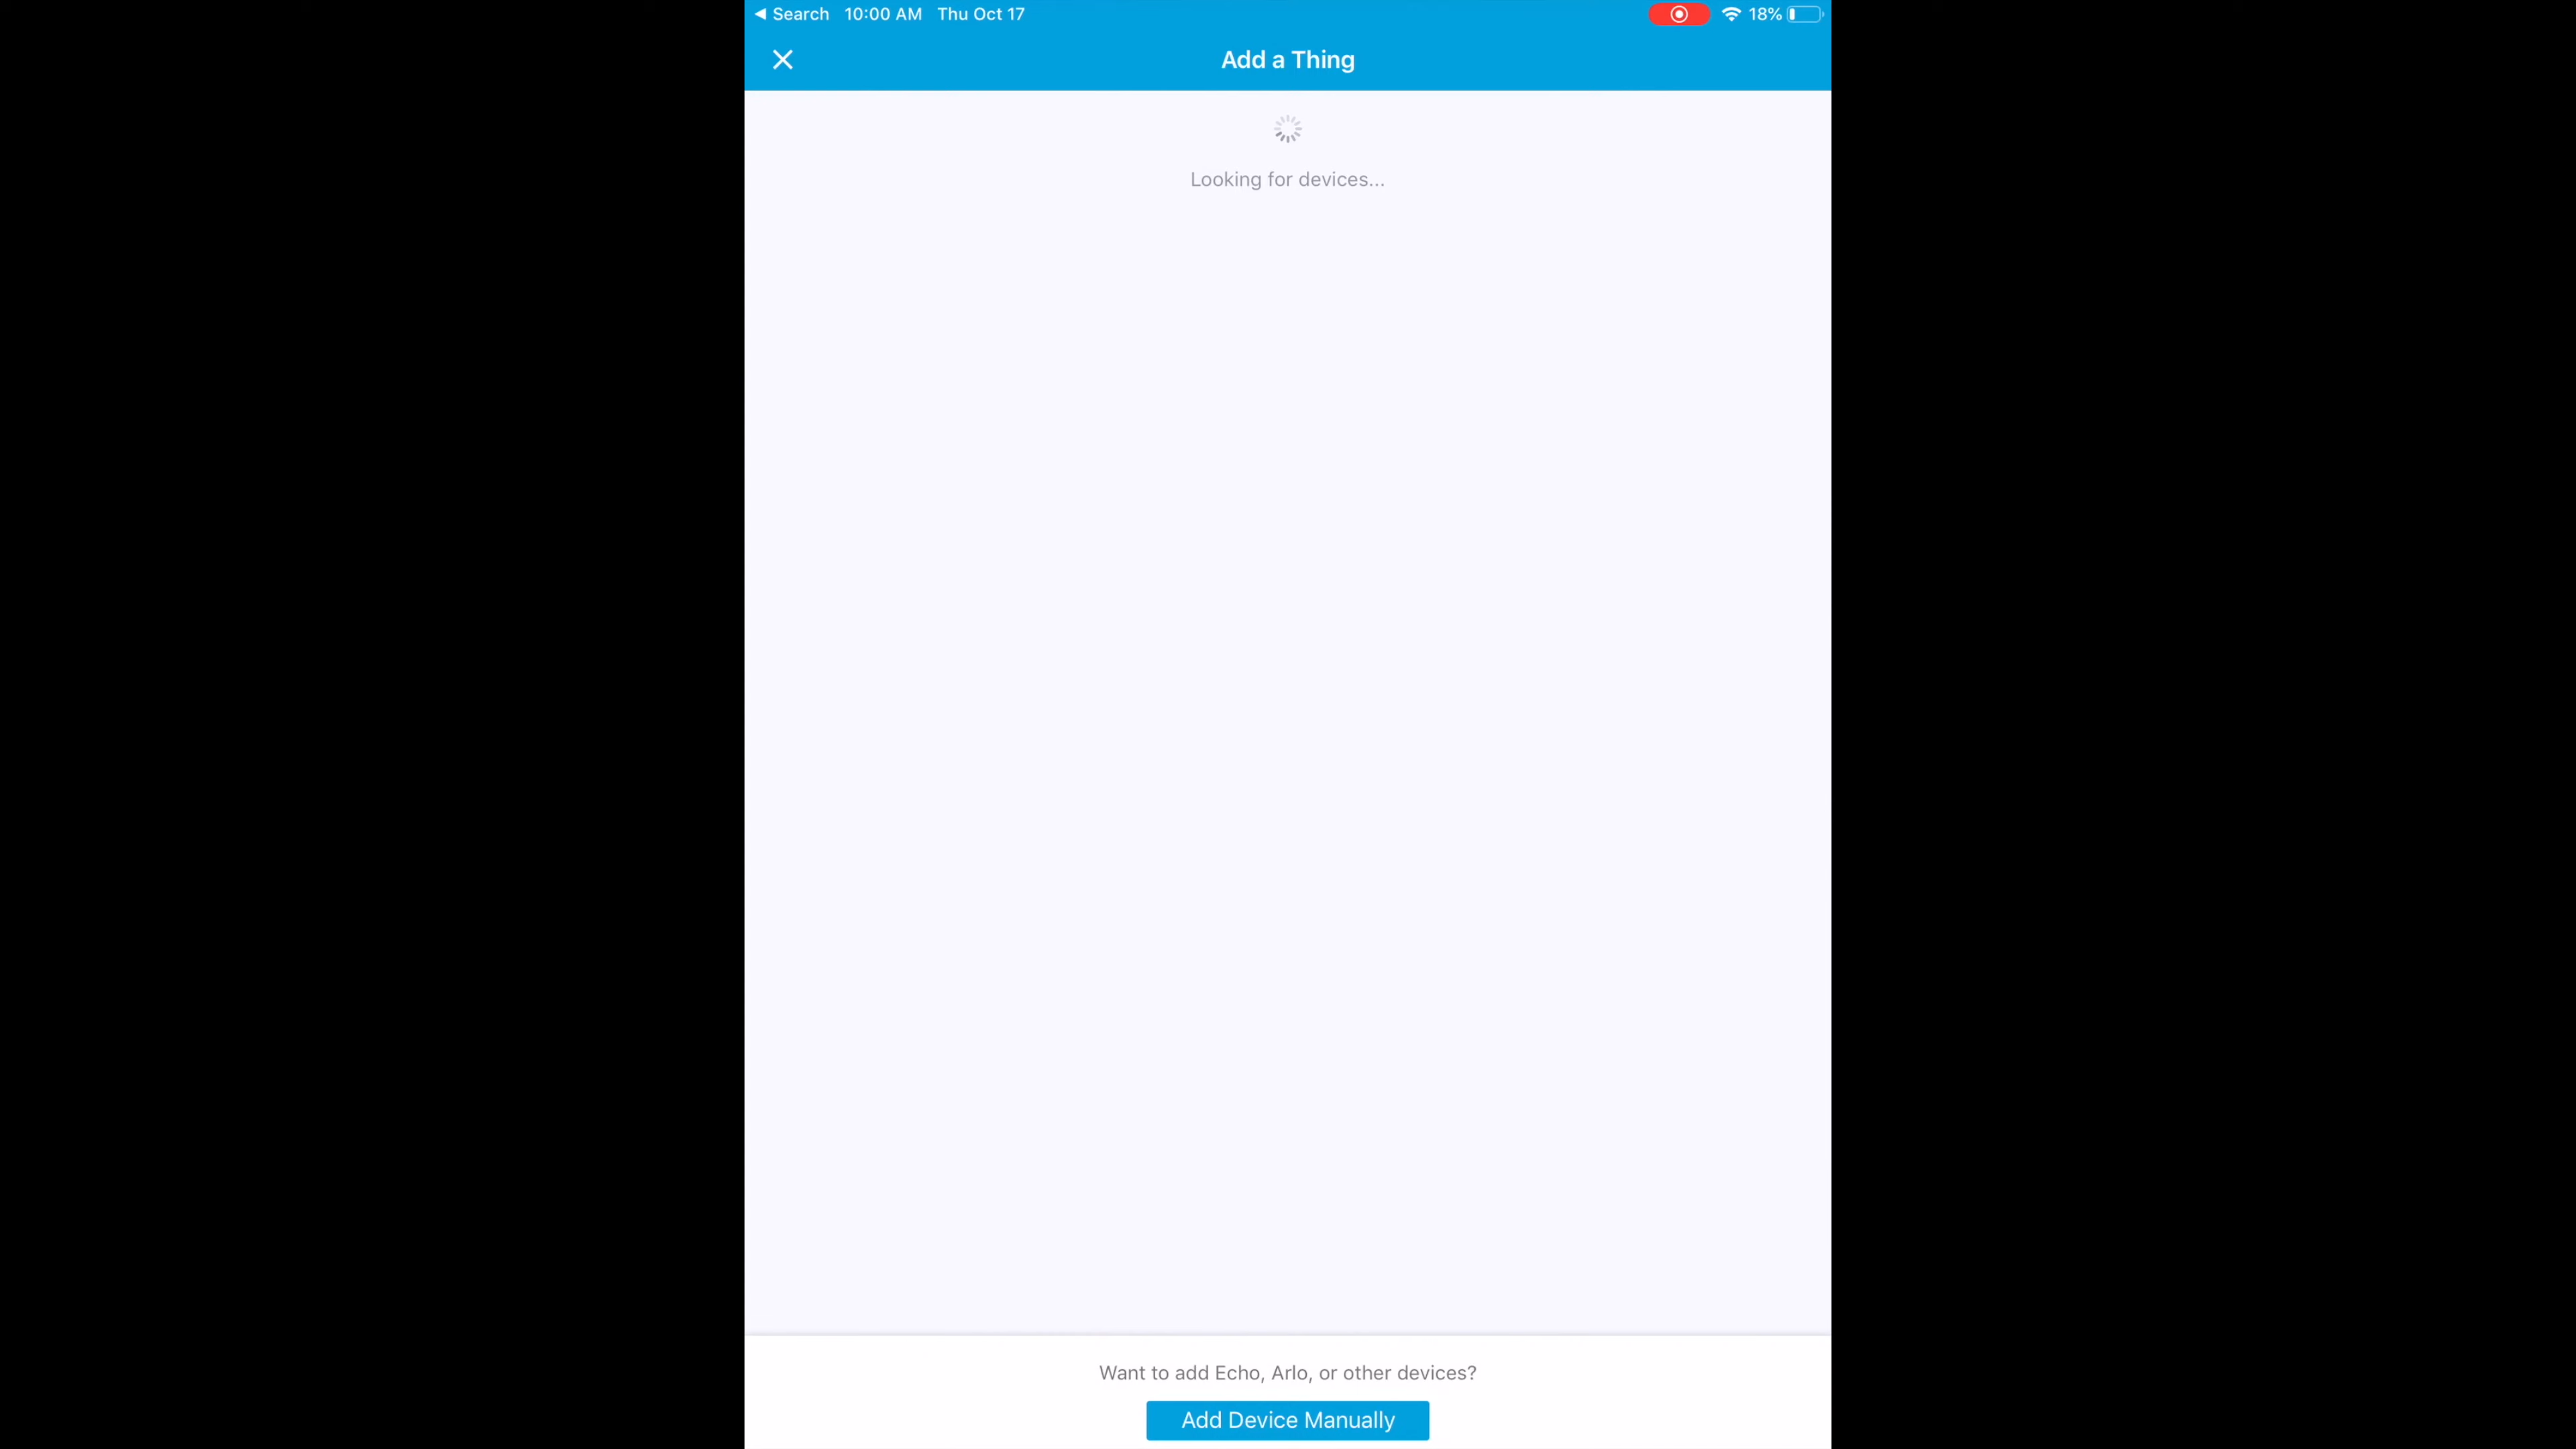 Search 10:00 AM Thu Oct 17 18%
Add a Thing
Looking for devices...
Want to add Echo, Arlo, or other devices?
Add Device Manually